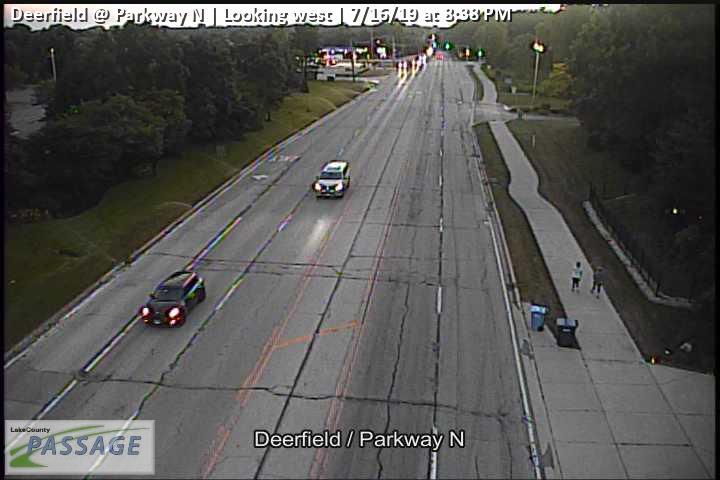 Deerfield @ Parkway N | Looking west | 7/16/19 at 8:38 PM
Deerfield / Parkway N
LakeCounty
PASSAGE